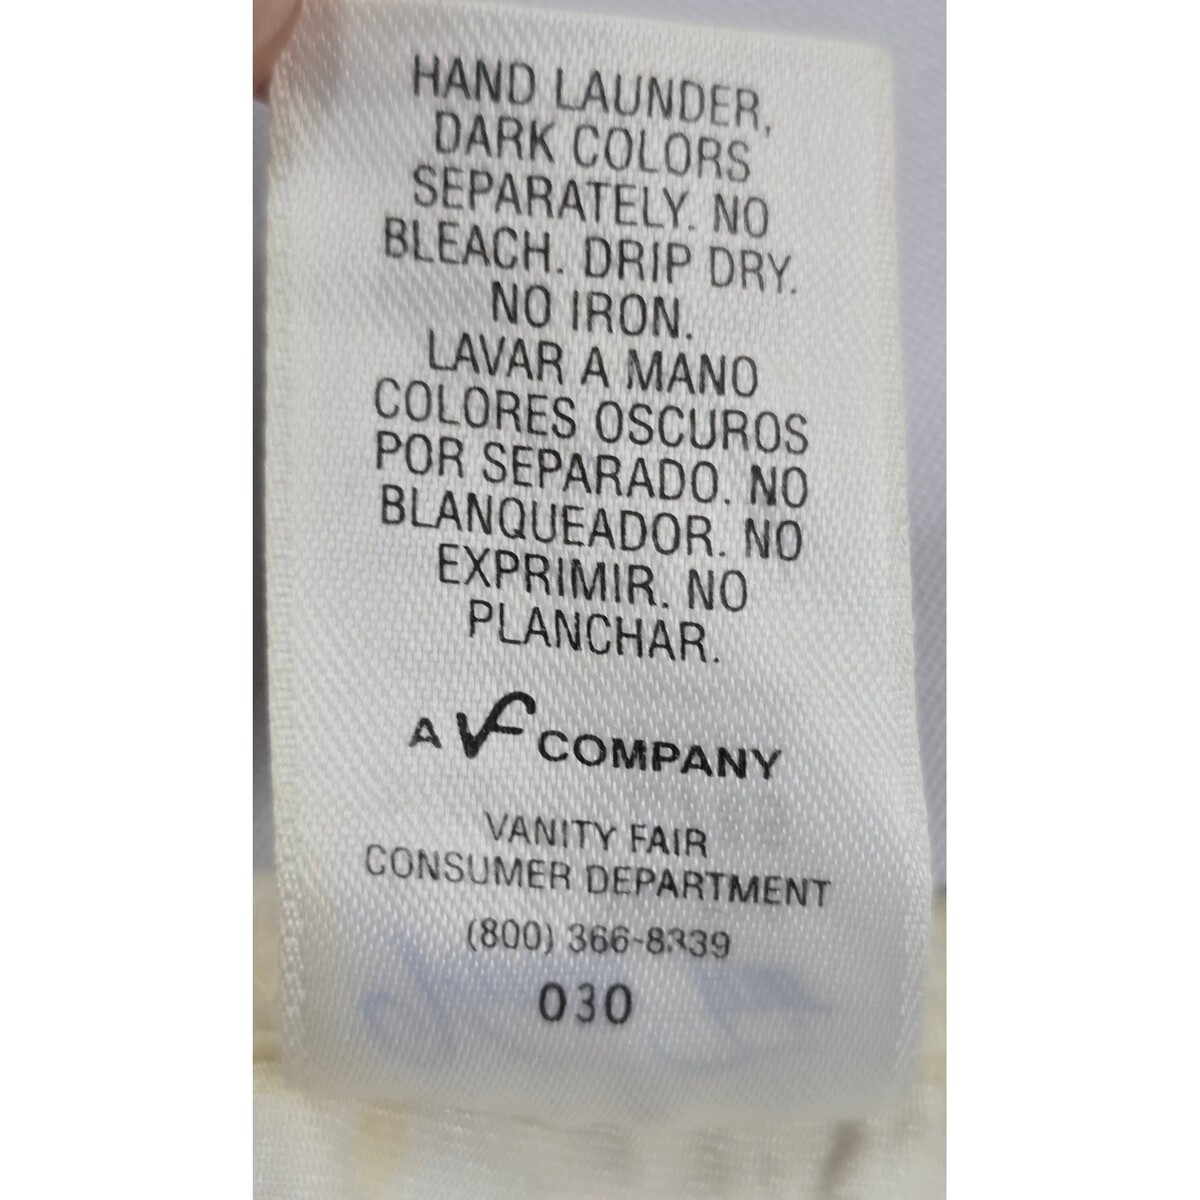 HAND LAUNDER,
DARK COLORS
SEPARATELY. NO
BLEACH. DRIP DRY.
NO IRON.
LAVAR A MANO
COLORES OSCUROS
POR SEPARADO. NO
BLANQUEADOR. NO
EXPRIMIR. NO
PLANCHAR.
A VF COMPANY
VANITY FAIR
CONSUMER DEPARTMENT
(800) 366-8339
030